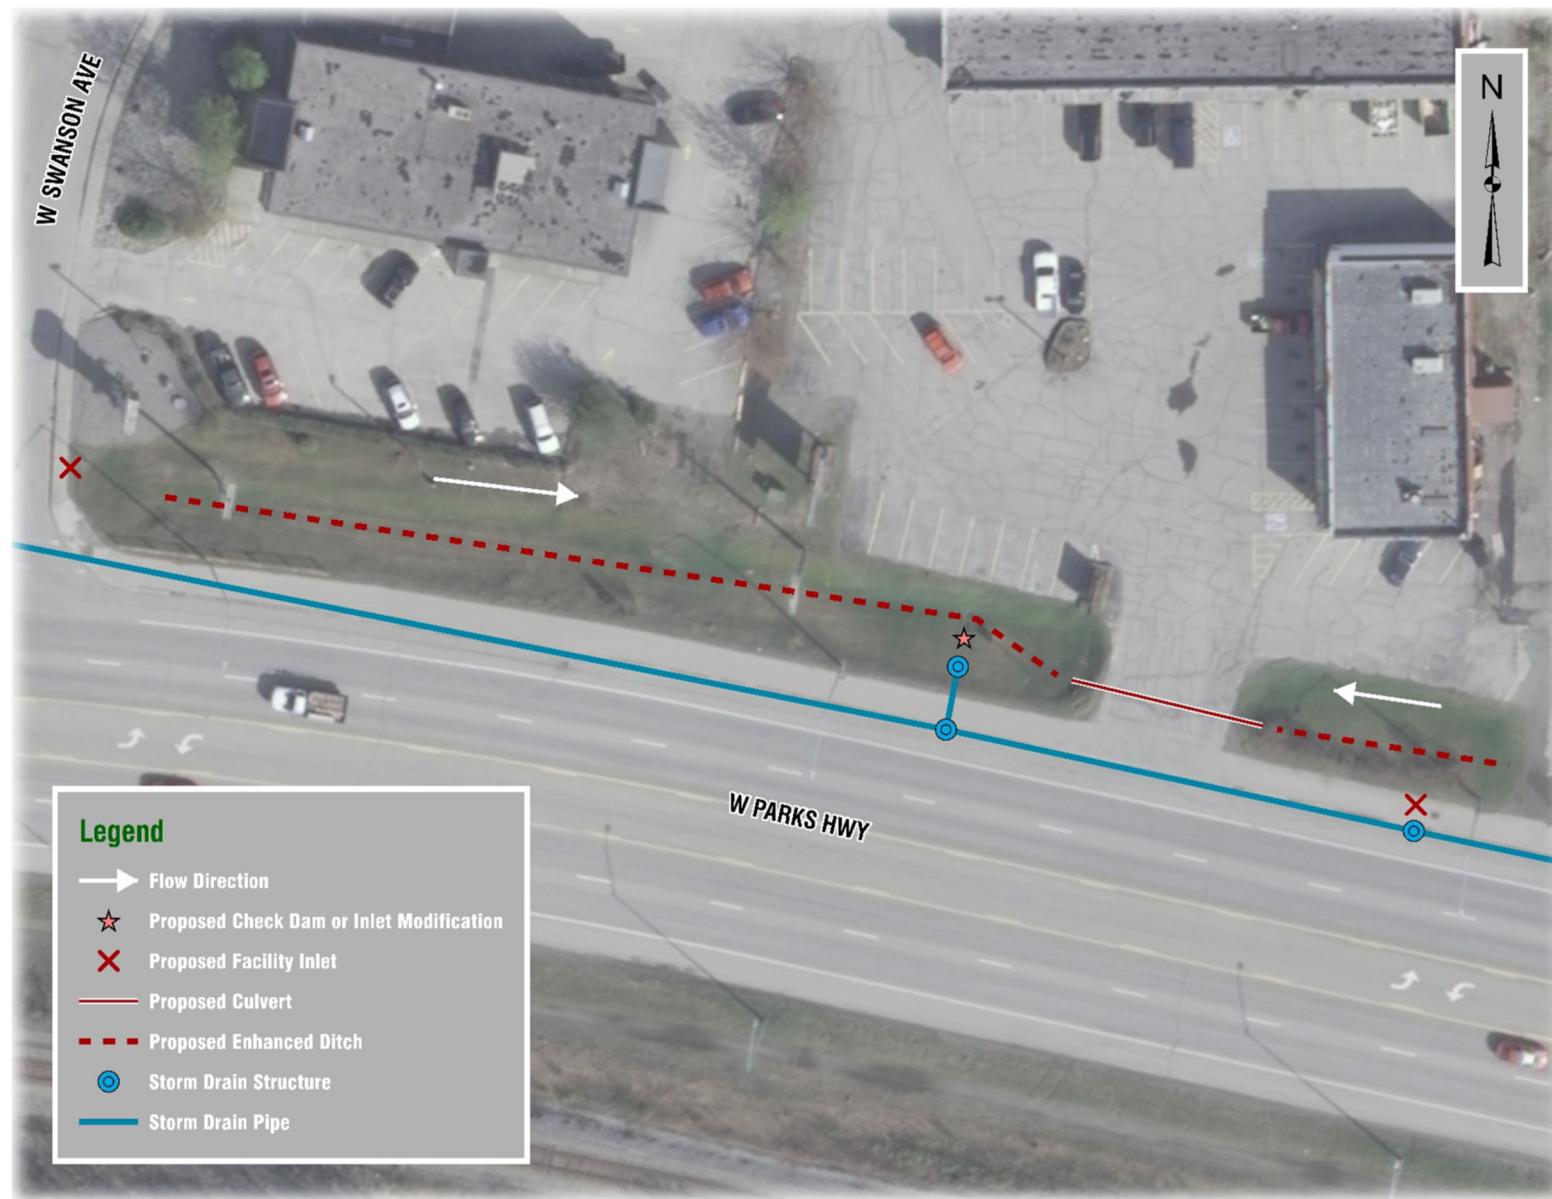 W SWANSON AVE
N
W PARKS HWY
Legend
Flow Direction
Proposed Check Dam or Inlet Modification
Proposed Facility Inlet
Proposed Culvert
Proposed Enhanced Ditch
Storm Drain Structure
Storm Drain Pipe